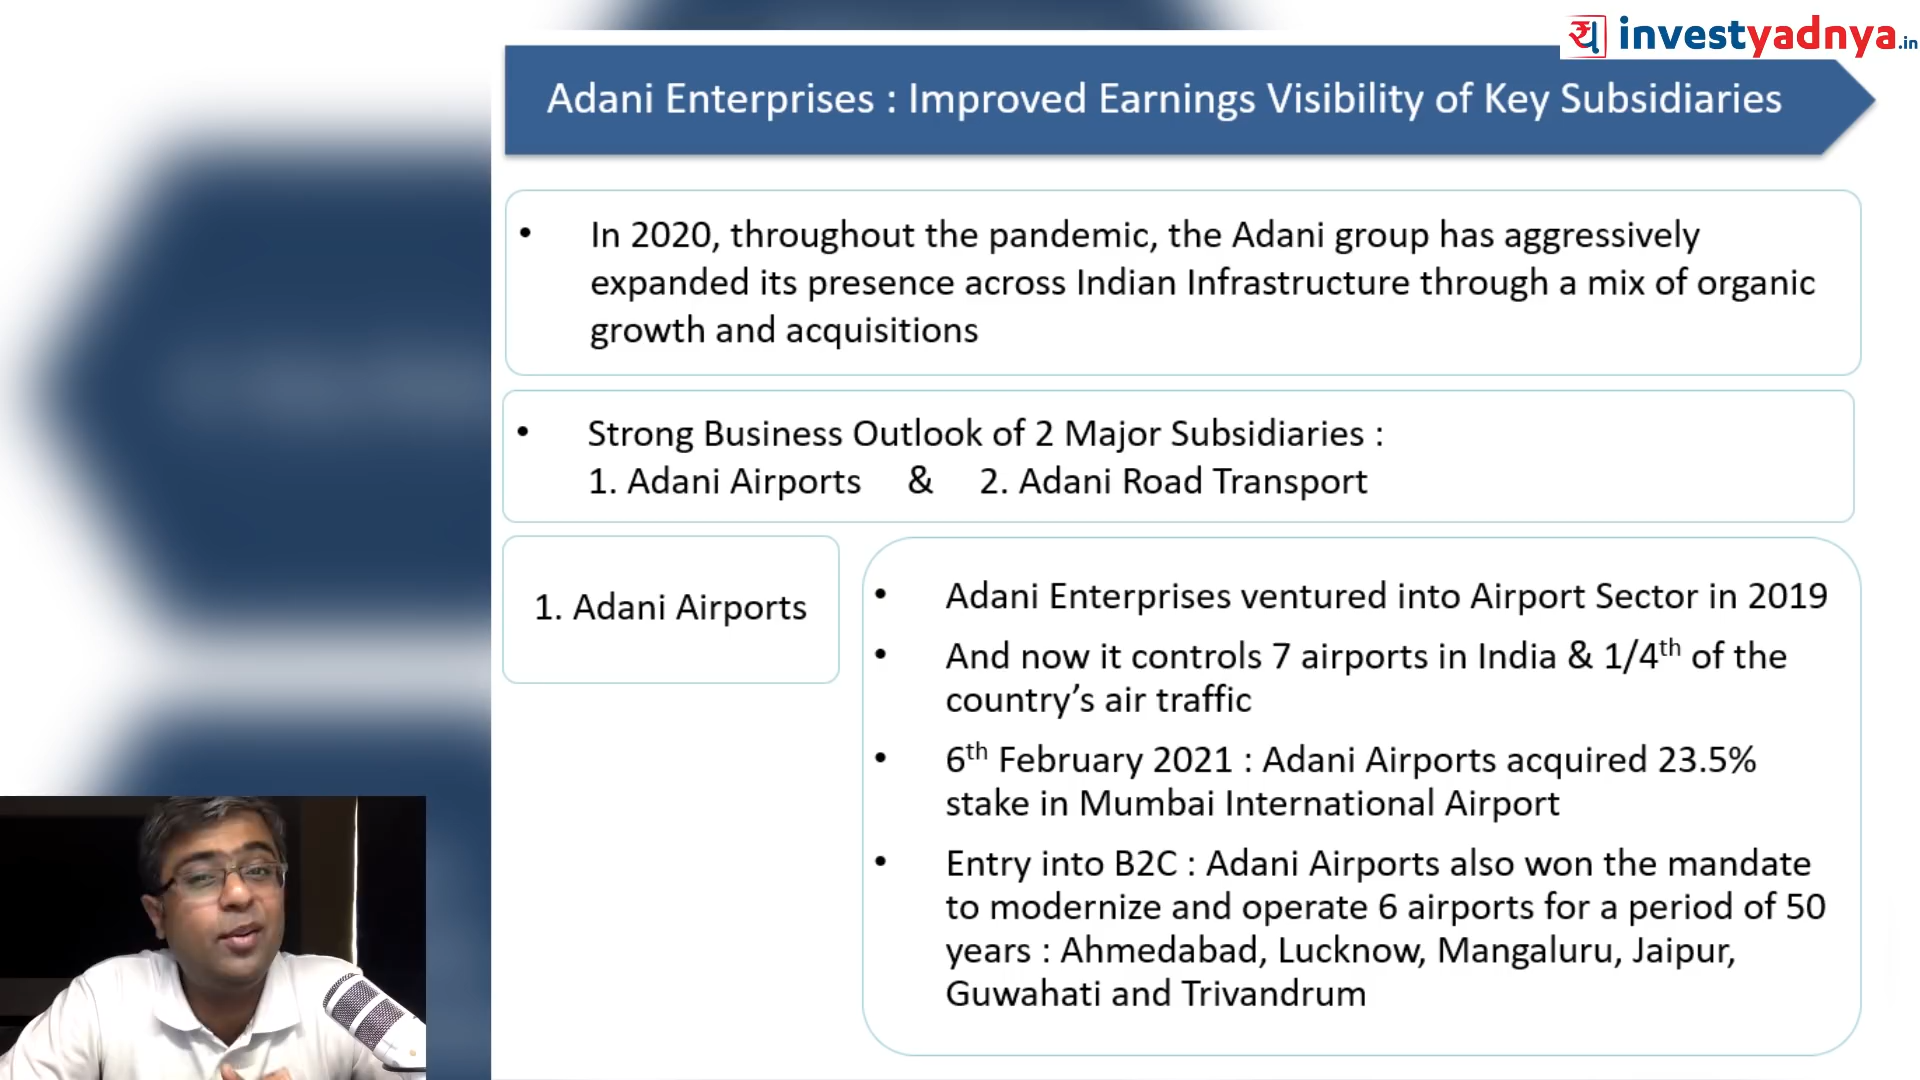 investyadnya.in
Adani Enterprises : Improved Earnings Visibility of Key Subsidiaries
• In 2020, throughout the pandemic, the Adani group has aggressively
expanded its presence across Indian Infrastructure through a mix of organic
growth and acquisitions
• Strong Business Outlook of 2 Major Subsidiaries :
1. Adani Airports & 2. Adani Road Transport
1. Adani Airports
• Adani Enterprises ventured into Airport Sector in 2019
• And now it controls 7 airports in India & 1/4th of the
country’s air traffic
• 6th February 2021 : Adani Airports acquired 23.5%
stake in Mumbai International Airport
• Entry into B2C : Adani Airports also won the mandate
to modernize and operate 6 airports for a period of 50
years : Ahmedabad, Lucknow, Mangaluru, Jaipur,
Guwahati and Trivandrum